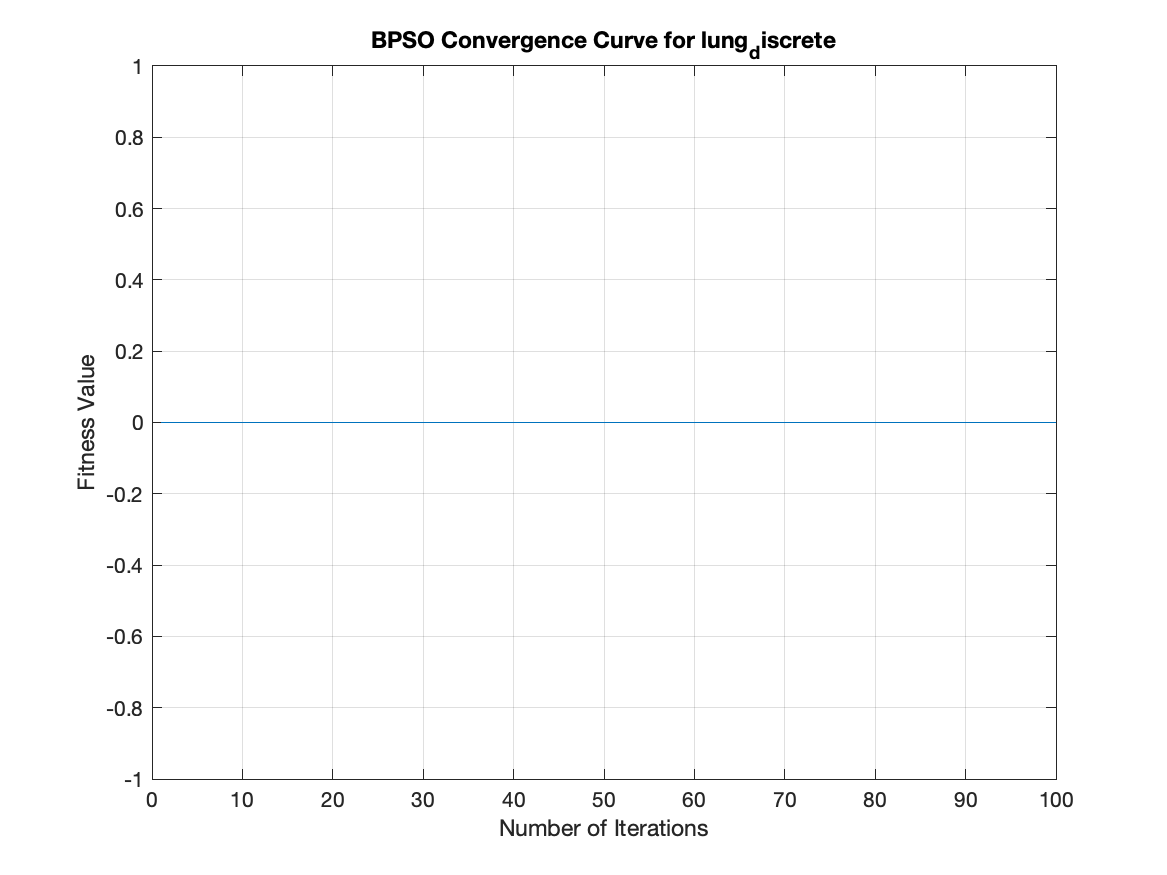 BPSO Convergence Curve for lung_discrete
1
0.8
0.6
0.4
0.2
0
-0.2
-0.4
-0.6
-0.8
-1
Fitness Value
0 10 20 30 40 50 60 70 80 90 100
Number of Iterations